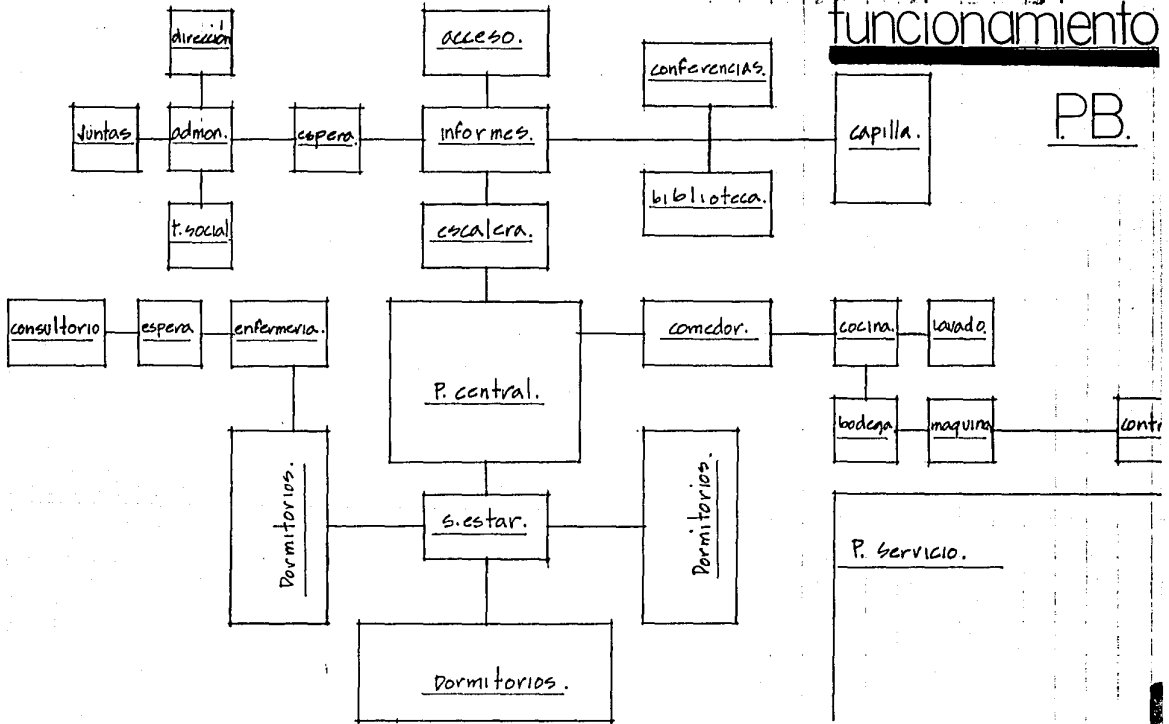 funcionamiento
P.B.
dirección
acceso.
conferencias.
Juntas
admon.
espera.
informes.
capilla.
t. social
escalera.
biblioteca.
consultorio
espera
enfermeria.
P. central.
comedor.
cocina.
lavado.
bodega.
maquina
contr
Dormitorios.
s. estar.
Dormitorios.
P. servicio.
Dormitorios.